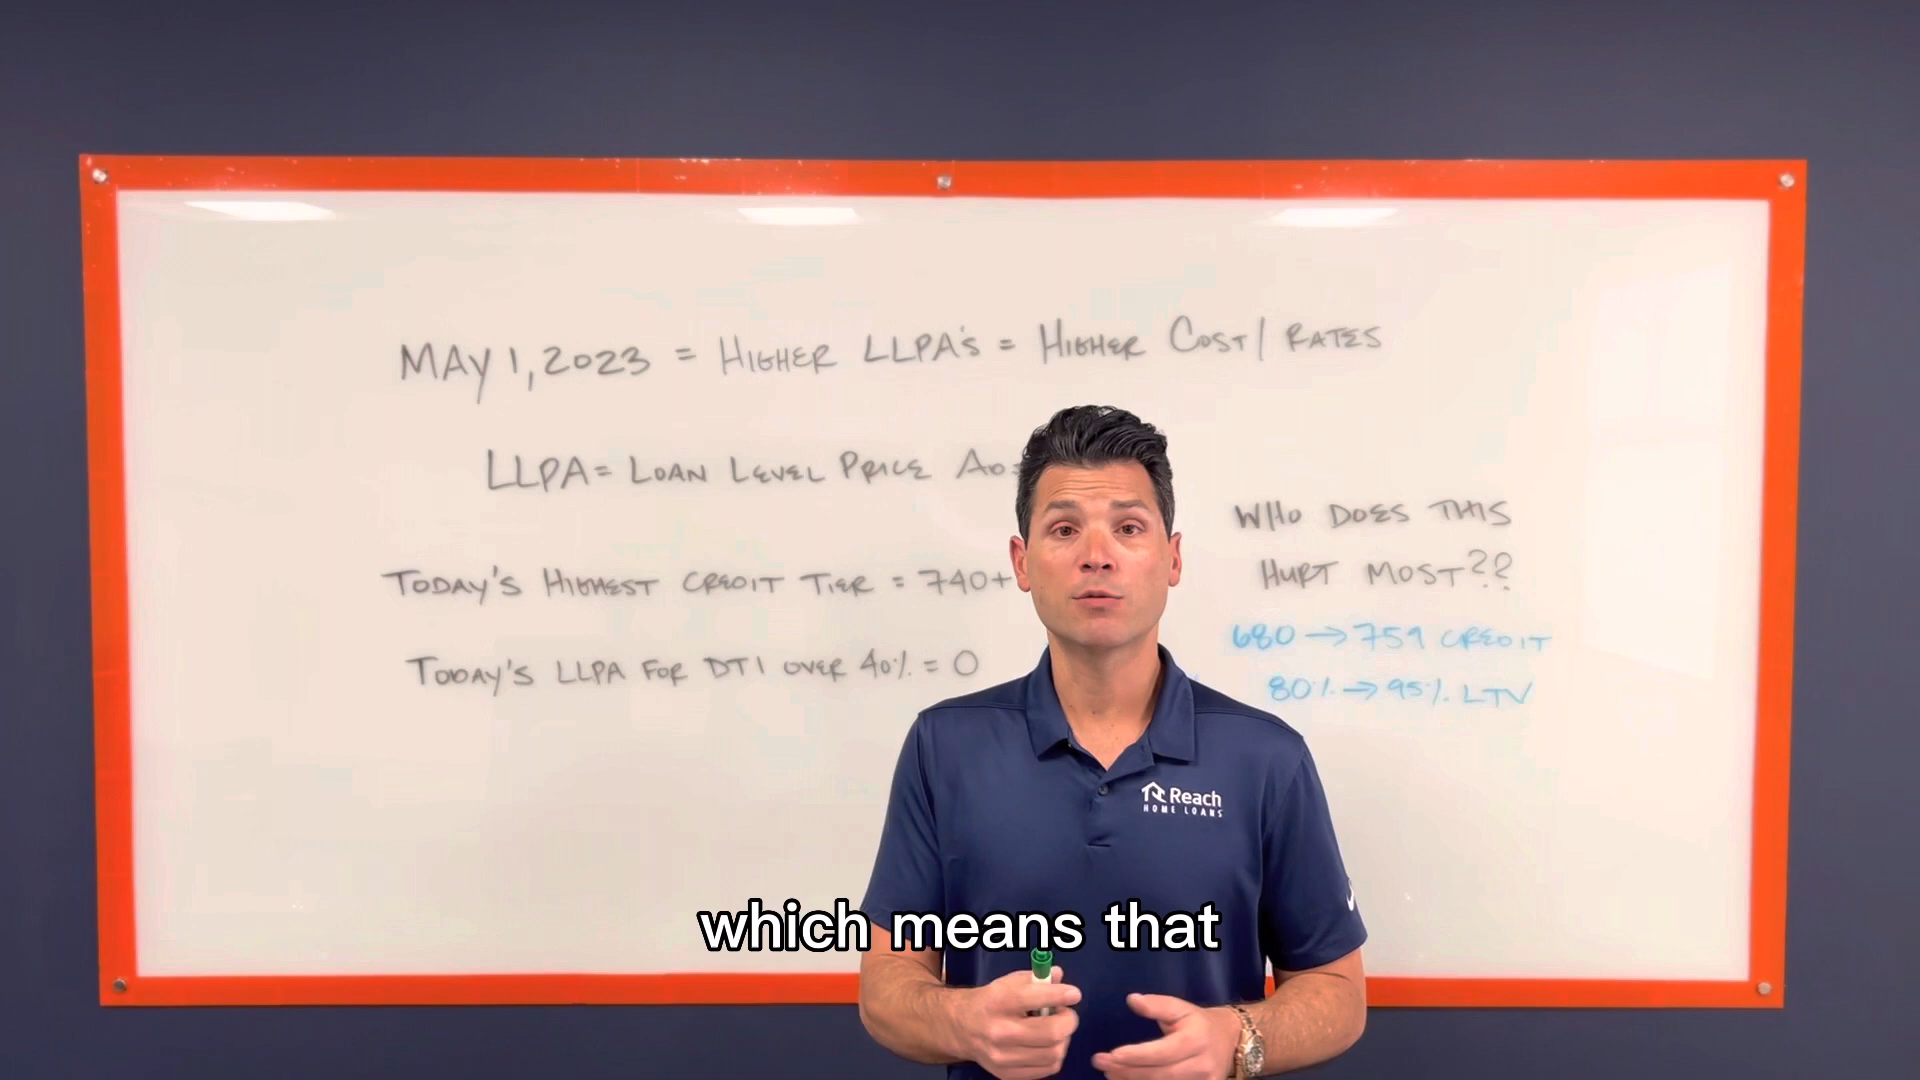 MAY 1, 2023 = HIGHER LLPA'S = HIGHER COST/RATES
LLPA = LOAN LEVEL PRICE
TODAY'S HIGHEST CREDIT TIER = 740+
TODAY'S LLPA FOR DTI OVER 40% = 0
WHO DOES THIS
HURT MOST??
680 → 759 CREDIT
80% → 95% LTV
Reach
HOME LOANS
which means that